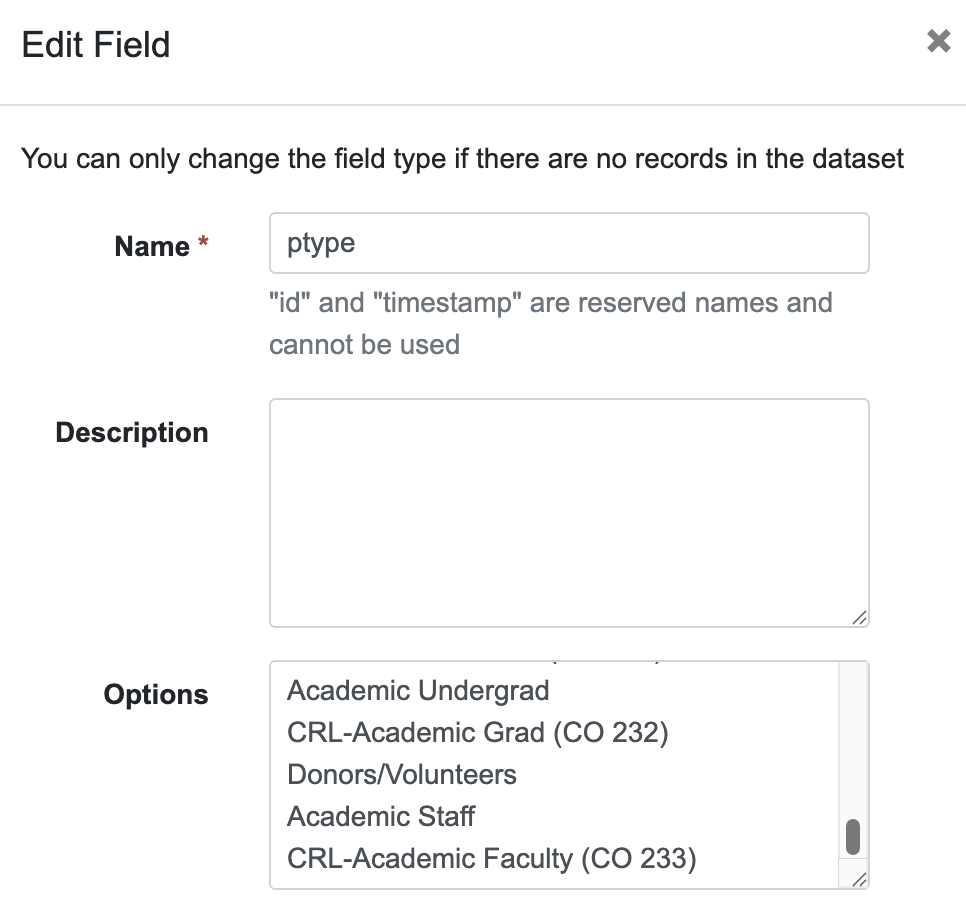 Edit Field
You can only change the field type if there are no records in the dataset
Name *
ptype
"id" and "timestamp" are reserved names and
cannot be used
Description
Options
Academic Undergrad
CRL-Academic Grad (CO 232)
Donors/Volunteers
Academic Staff
CRL-Academic Faculty (CO 233)